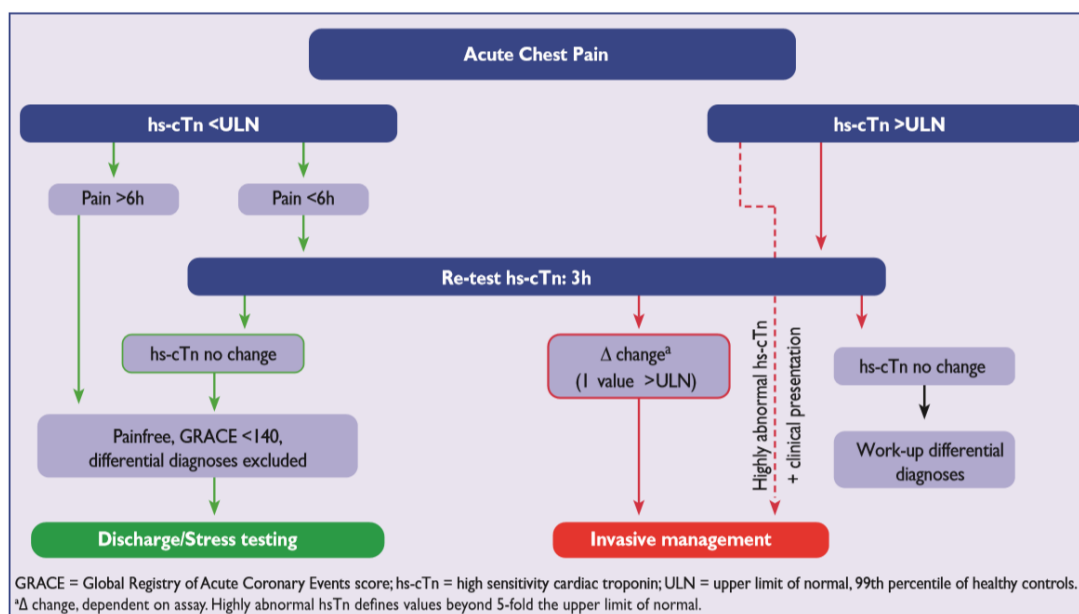 Acute Chest Pain
hs-cTn <ULN
hs-cTn >ULN
Pain >6h
Pain <6h
Re-test hs-cTn: 3h
hs-cTn no change
Δ changeᵃ
(1 value >ULN)
Highly abnormal hs-cTn
+ clinical presentation
hs-cTn no change
Painfree, GRACE <140,
differential diagnoses excluded
Work-up differential
diagnoses
Discharge/Stress testing
Invasive management
GRACE = Global Registry of Acute Coronary Events score; hs-cTn = high sensitivity cardiac troponin; ULN = upper limit of normal, 99th percentile of healthy controls.
ᵃΔ change, dependent on assay. Highly abnormal hsTn defines values beyond 5-fold the upper limit of normal.